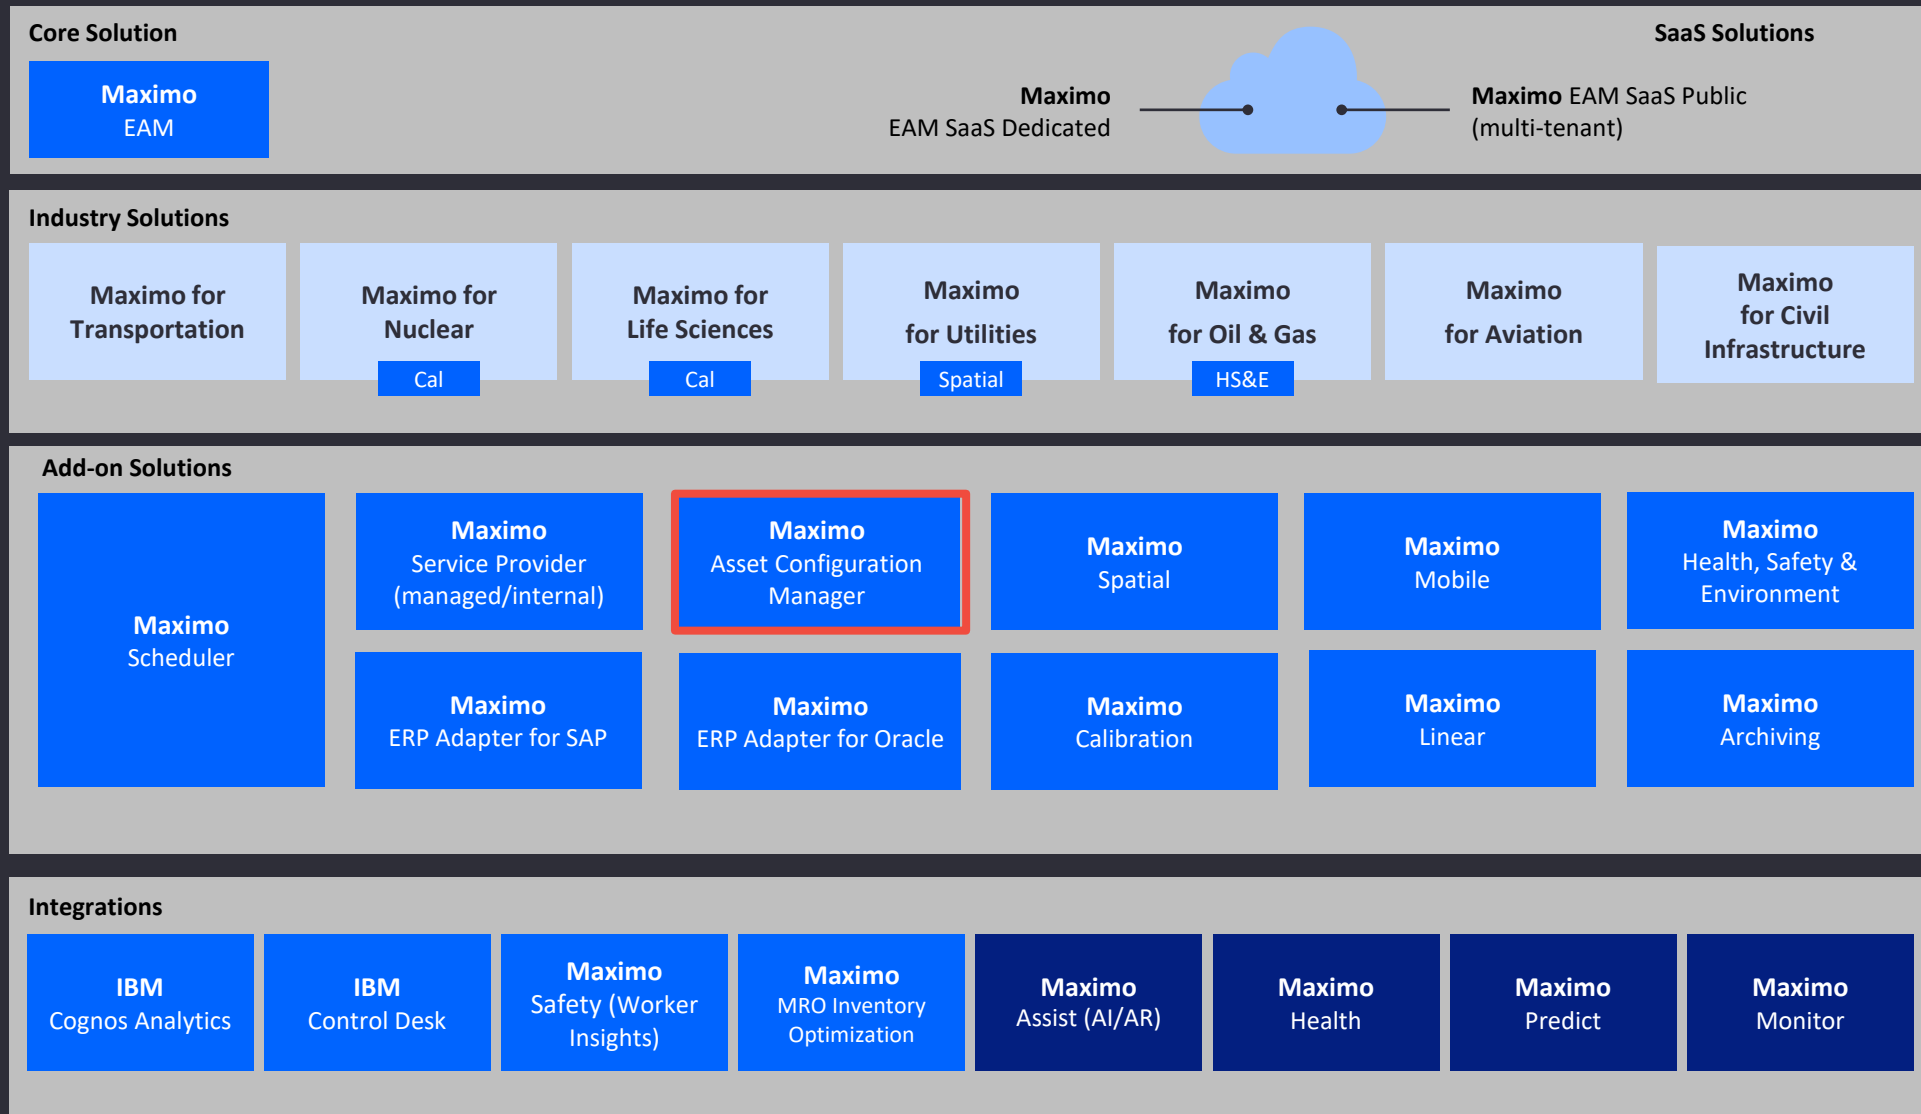 Core Solution
SaaS Solutions
Maximo
EAM
Maximo
EAM SaaS Dedicated
Maximo EAM SaaS Public
(multi-tenant)
Industry Solutions
Maximo for
Transportation
Maximo for
Nuclear
Cal
Maximo for
Life Sciences
Cal
Maximo
for Utilities
Spatial
Maximo
for Oil & Gas
HS&E
Maximo
for Aviation
Maximo
for Civil
Infrastructure
Add-on Solutions
Maximo
Scheduler
Maximo
Service Provider
(managed/internal)
Maximo
Asset Configuration
Manager
Maximo
Spatial
Maximo
Mobile
Maximo
Health, Safety &
Environment
Maximo
ERP Adapter for SAP
Maximo
ERP Adapter for Oracle
Maximo
Calibration
Maximo
Linear
Maximo
Archiving
Integrations
IBM
Cognos Analytics
IBM
Control Desk
Maximo
Safety (Worker
Insights)
Maximo
MRO Inventory
Optimization
Maximo
Assist (AI/AR)
Maximo
Health
Maximo
Predict
Maximo
Monitor